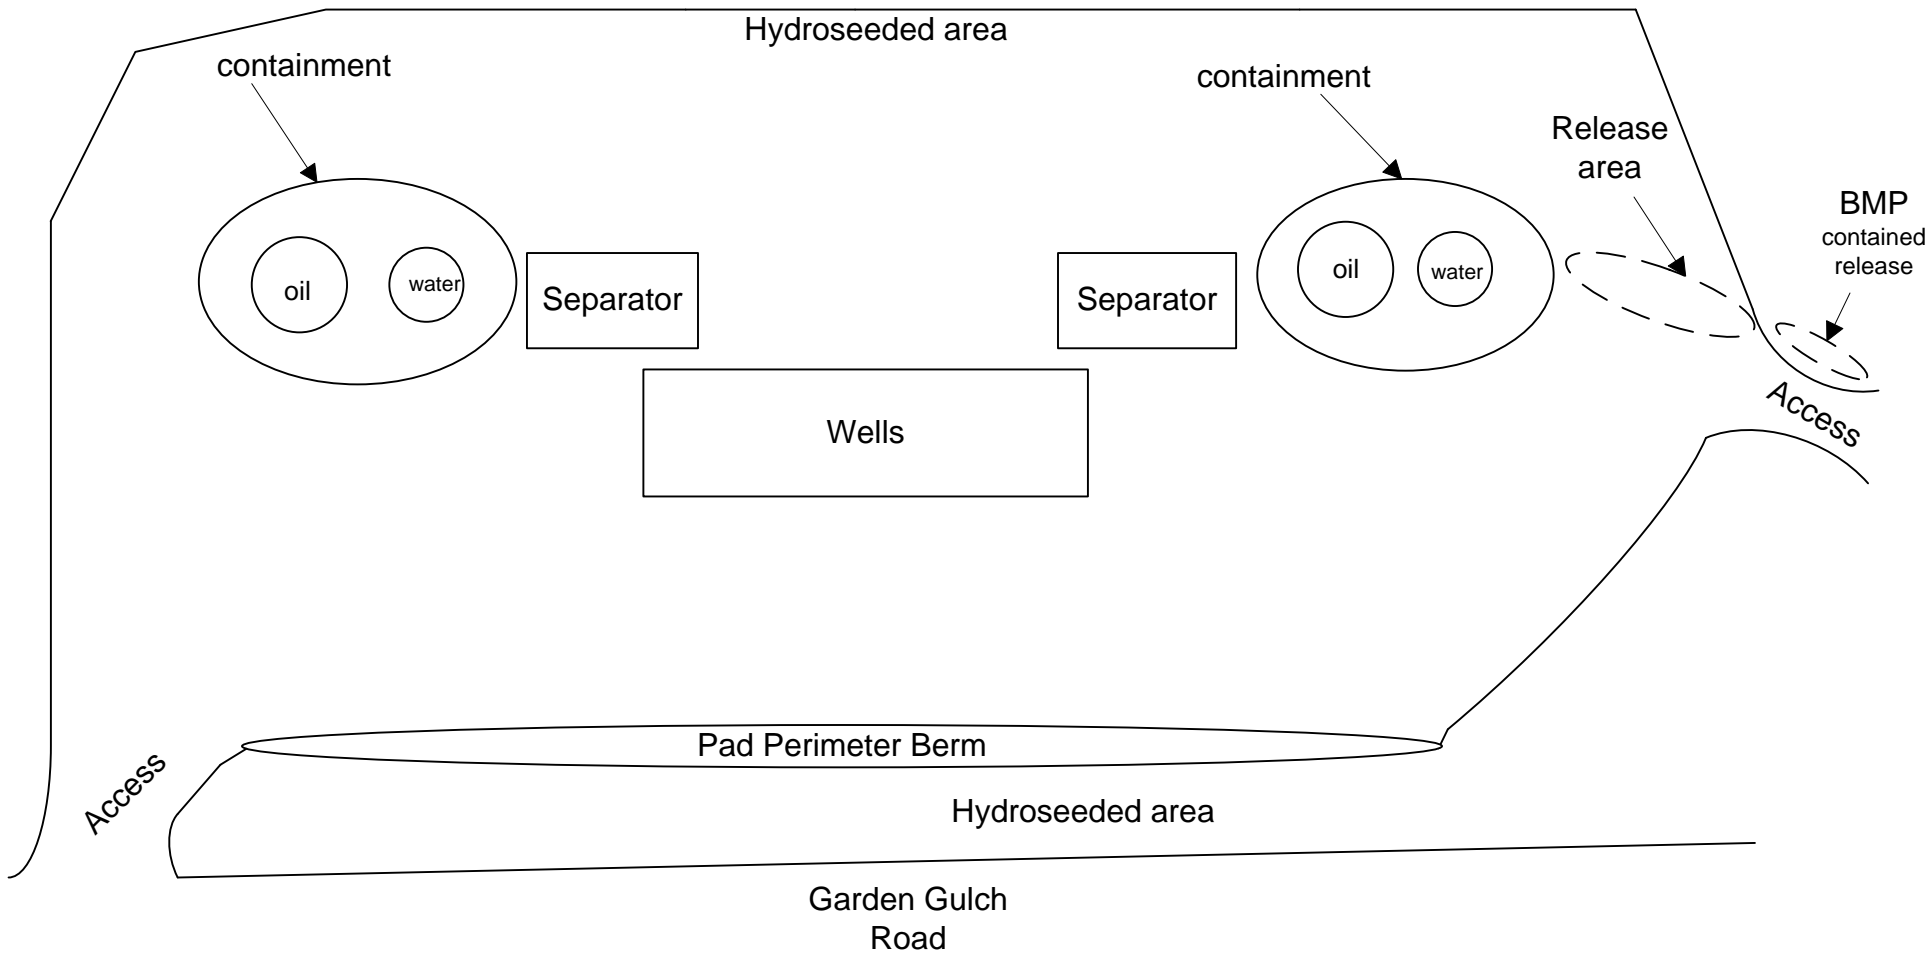 Hydroseeded area
containment
containment
Release
area
BMP
contained
release
oil
water
Separator
Separator
oil
water
Access
Wells
Pad Perimeter Berm
Access
Hydroseeded area
Garden Gulch
Road